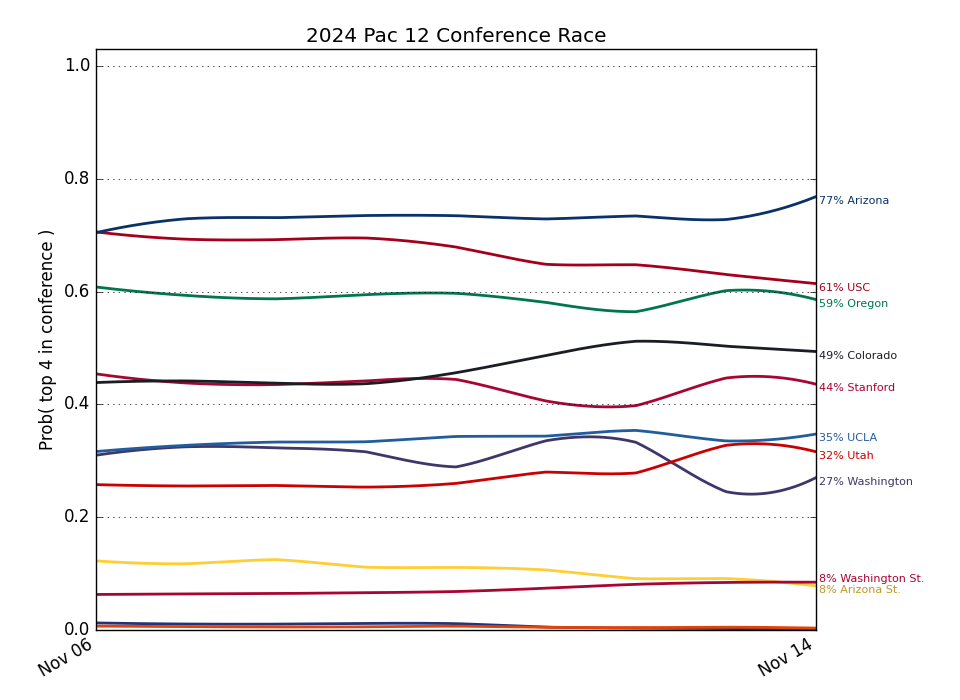 2024 Pac 12 Conference Race
1.0
0.8
0.6
0.4
0.2
0.0
Prob( top 4 in conference )
Nov 06
Nov 14
77% Arizona
61% USC
59% Oregon
49% Colorado
44% Stanford
35% UCLA
32% Utah
27% Washington
8% Washington St.
8% Arizona St.